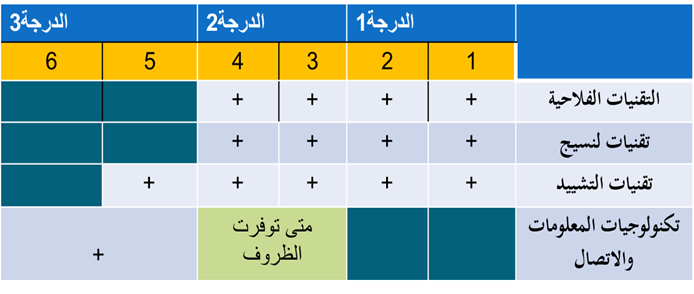 الدرجة1 الدرجة2 الدرجة3
1 2 3 4 5 6
التقنيات الفلاحية + + + +
تقنيات لنسيج + + + +
تقنيات التشييد + + + + +
تكنولوجيات المعلومات
والاتصال
متى توفرت
الظروف
+